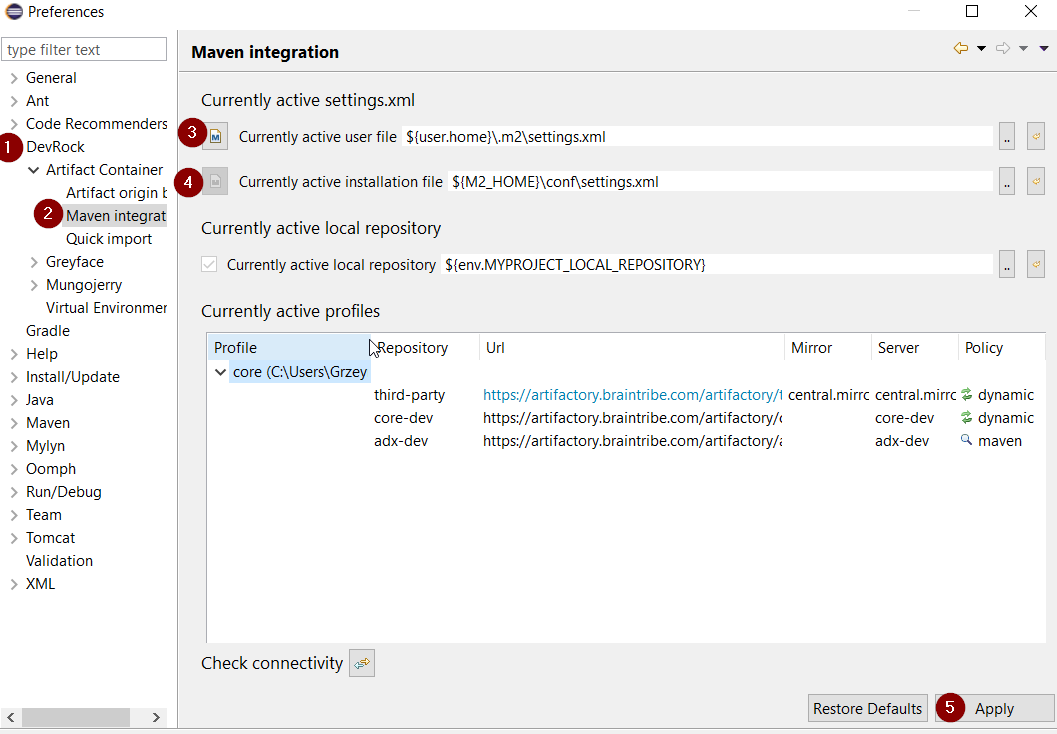 Preferences
type filter text
General
Ant
Code Recommenders
1 DevRock
Artifact Container
Artifact origin b
2 Maven integrat
Quick import
Greyface
Mungojerry
Virtual Environmer
Gradle
Help
Install/Update
Java
Maven
Mylyn
Oomph
Run/Debug
Team
Tomcat
Validation
XML
Maven integration
Currently active settings.xml
3 M Currently active user file ${user.home}\.m2\settings.xml ..
4 Currently active installation file ${M2_HOME}\conf\settings.xml ..
Currently active local repository
Currently active local repository ${env.MYPROJECT_LOCAL_REPOSITORY} ..
Currently active profiles
Profile Repository Url Mirror Server Policy
core (C:\Users\Grzey
third-party https://artifactory.braintribe.com/artifactory/t central.mirrc central.mirrc dynamic
core-dev https://artifactory.braintribe.com/artifactory/c core-dev dynamic
adx-dev https://artifactory.braintribe.com/artifactory/a adx-dev maven
Check connectivity
Restore Defaults 5 Apply